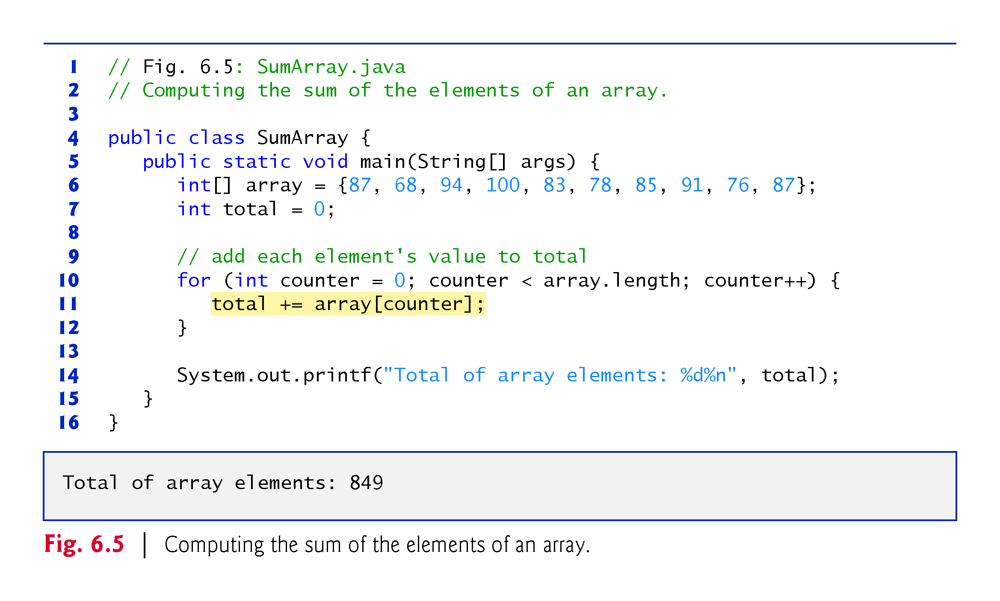 1 // Fig. 6.5: SumArray.java
2 // Computing the sum of the elements of an array.
3
4 public class SumArray {
5    public static void main(String[] args) {
6       int[] array = {87, 68, 94, 100, 83, 78, 85, 91, 76, 87};
7       int total = 0;
8
9       // add each element's value to total
10       for (int counter = 0; counter < array.length; counter++) {
11          total += array[counter];
12       }
13
14       System.out.printf("Total of array elements: %d%n", total);
15    }
16 }
Total of array elements: 849
Fig. 6.5 | Computing the sum of the elements of an array.